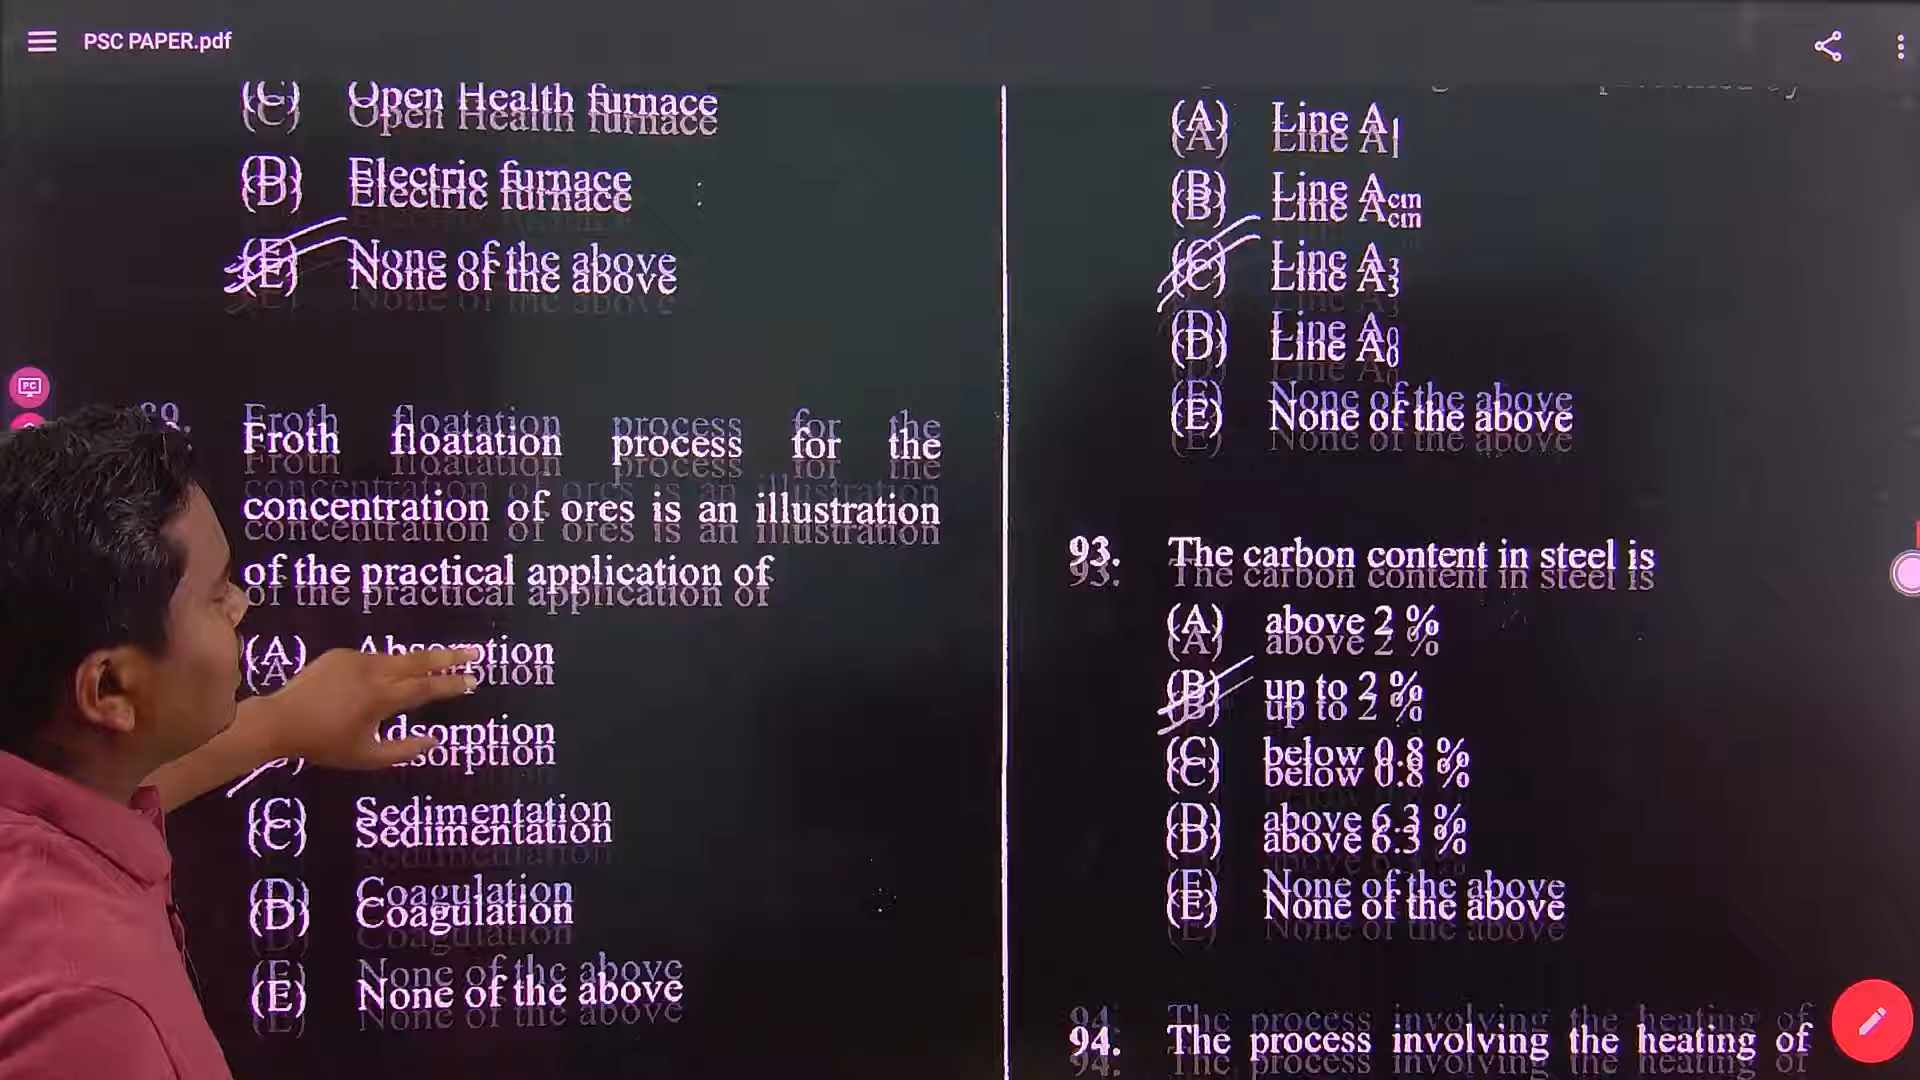 PSC PAPER.pdf
(C) Open Health furnace
(D) Electric furnace
(E) None of the above
Froth floatation process for the
concentration of ores is an illustration
of the practical application of
(A) Absorption
Adsorption
(C) Sedimentation
(D) Coagulation
(E) None of the above
(A) Line A1
(B) Line Acm
(C) Line A3
(D) Line A0
(E) None of the above
93. The carbon content in steel is
(A) above 2 %
(B) up to 2 %
(C) below 0.8 %
(D) above 6.3 %
(E) None of the above
94. The process involving the heating of